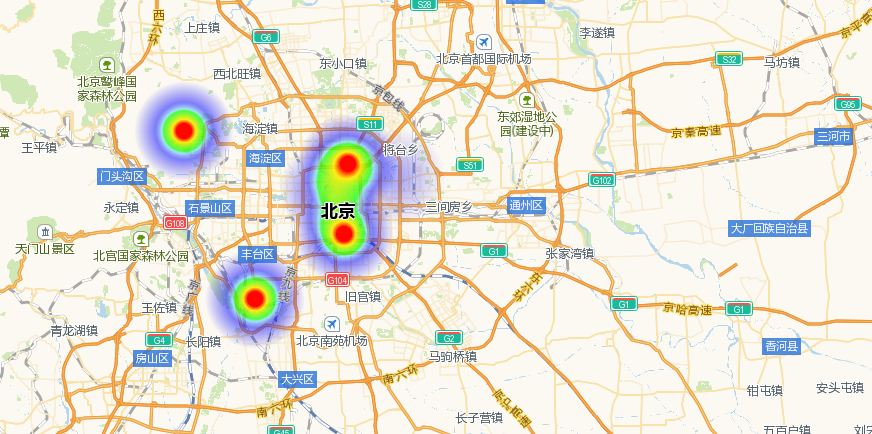 S28
西六环
上庄镇
G6
李遂镇
京平高速
东小口镇
北京首都国际机场
S32
马坊镇
西北旺镇
北京鹫峰国
家森林公园
京包线
G95
东郊湿地公
园(建设中)
潭
王平镇
海淀镇
S11
京秦高速
三河市
海淀区
将台乡
S51
门头沟区
G102
永定镇
石景山区
北京
三间房乡
通州区
G108
大厂回族自治县
天门山景区
北官国家森林公园
丰台区
G1
张家湾镇
京九线
东六环
G104
京广线
旧官镇
王佐镇
G1
京哈高速
G1
青龙湖镇
G4
长阳镇
北京南苑机场
G2
香河县
房山区
马驹桥镇
大兴区
南六环
钳屯镇
安头屯镇
南六环
长子营镇
五百户镇
刘
G45